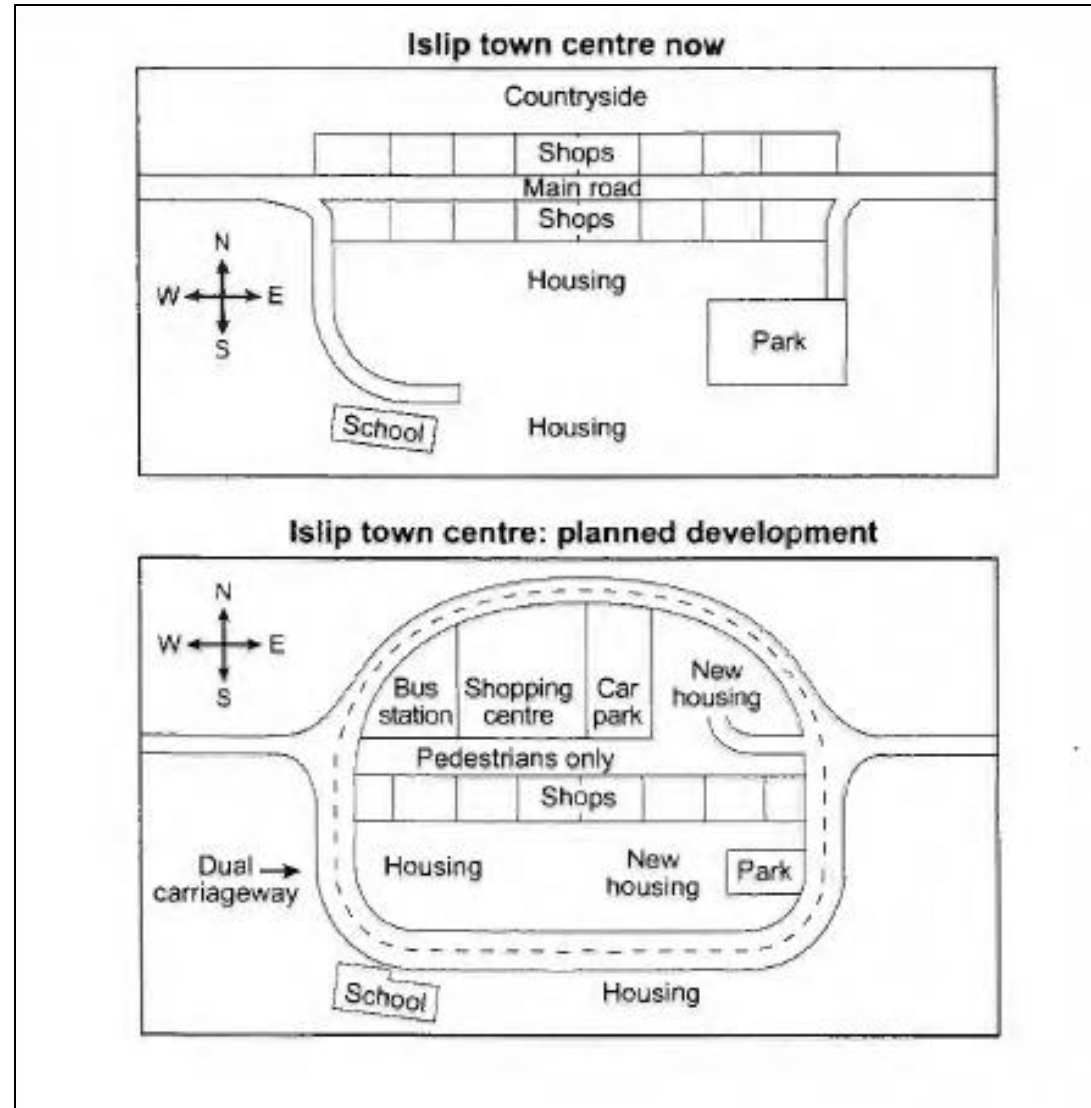 Islip town centre now
Countryside
Shops
Main road
Shops
N
W E
S
Housing
Park
School
Housing
Islip town centre: planned development
N
W E
S
Bus station
Shopping centre
Car park
New housing
Pedestrians only
Shops
Dual carriageway
Housing
New housing
Park
School
Housing